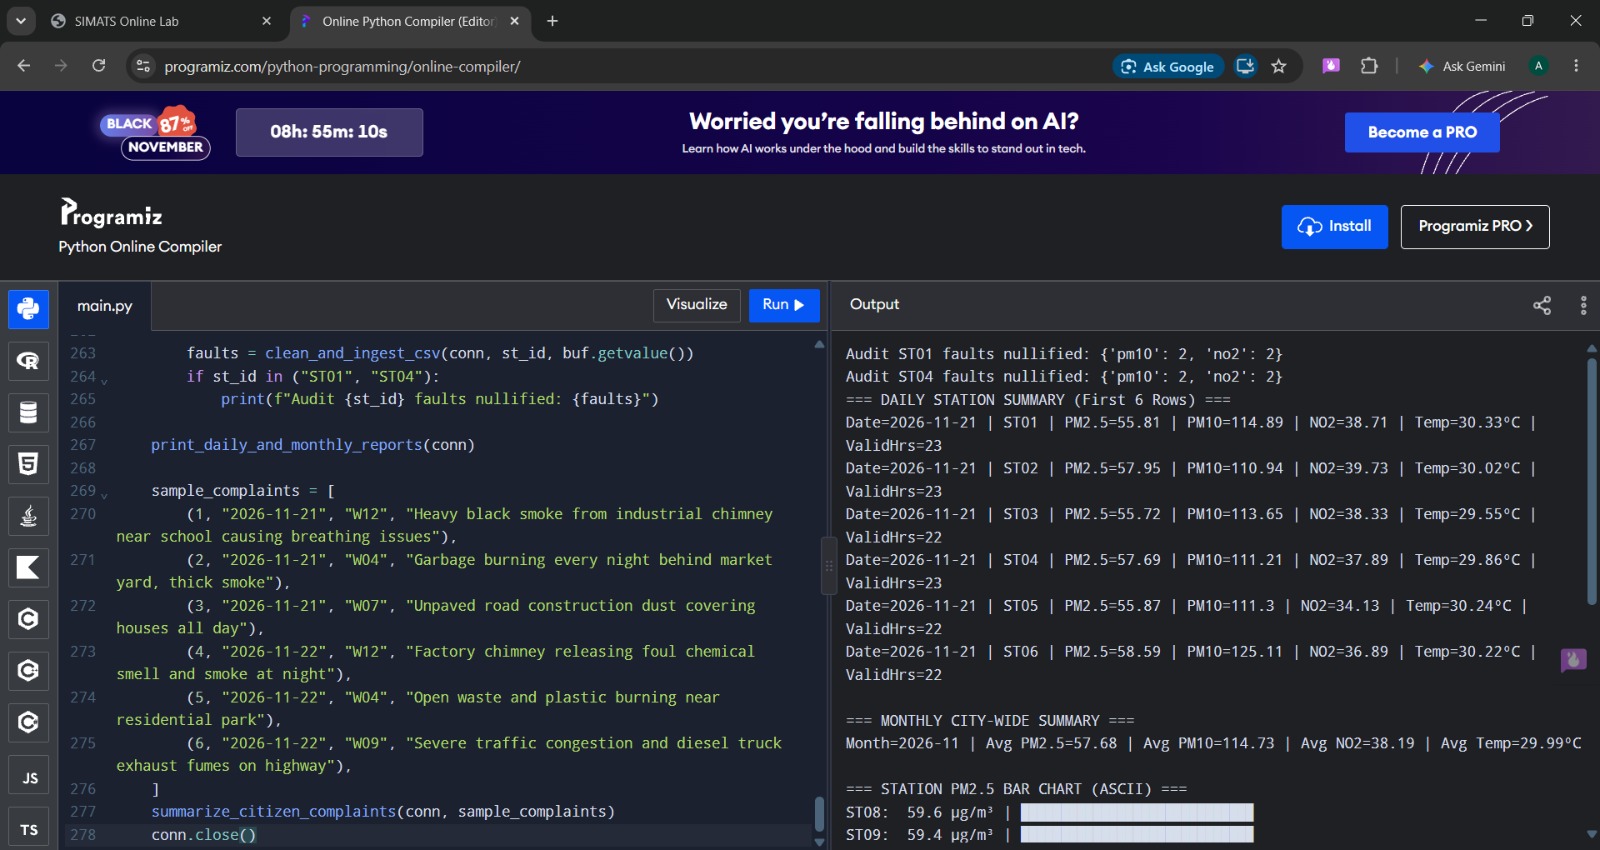 SIMATS Online Lab
Online Python Compiler (Editor
programiz.com/python-programming/online-compiler/
Ask Google
Ask Gemini
A
BLACK
87% OFF
NOVEMBER
08h: 55m: 10s
Worried you're falling behind on AI?
Learn how AI works under the hood and build the skills to stand out in tech.
Become a PRO
Programiz
Python Online Compiler
Install
Programiz PRO >
main.py
Visualize
Run
JS
TS
263 faults = clean_and_ingest_csv(conn, st_id, buf.getvalue())
264 if st_id in ("ST01", "ST04"):
265 print(f"Audit {st_id} faults nullified: {faults}")
266
267 print_daily_and_monthly_reports(conn)
268
269 sample_complaints = [
270 (1, "2026-11-21", "W12", "Heavy black smoke from industrial chimney
near school causing breathing issues"),
271 (2, "2026-11-21", "W04", "Garbage burning every night behind market
yard, thick smoke"),
272 (3, "2026-11-21", "W07", "Unpaved road construction dust covering
houses all day"),
273 (4, "2026-11-22", "W12", "Factory chimney releasing foul chemical
smell and smoke at night"),
274 (5, "2026-11-22", "W04", "Open waste and plastic burning near
residential park"),
275 (6, "2026-11-22", "W09", "Severe traffic congestion and diesel truck
exhaust fumes on highway"),
276 ]
277 summarize_citizen_complaints(conn, sample_complaints)
278 conn.close()
Output
Audit ST01 faults nullified: {'pm10': 2, 'no2': 2}
Audit ST04 faults nullified: {'pm10': 2, 'no2': 2}
=== DAILY STATION SUMMARY (First 6 Rows) ===
Date=2026-11-21 | ST01 | PM2.5=55.81 | PM10=114.89 | NO2=38.71 | Temp=30.33°C |
ValidHrs=23
Date=2026-11-21 | ST02 | PM2.5=57.95 | PM10=110.94 | NO2=39.73 | Temp=30.02°C |
ValidHrs=23
Date=2026-11-21 | ST03 | PM2.5=55.72 | PM10=113.65 | NO2=38.33 | Temp=29.55°C |
ValidHrs=22
Date=2026-11-21 | ST04 | PM2.5=57.69 | PM10=111.21 | NO2=37.89 | Temp=29.86°C |
ValidHrs=23
Date=2026-11-21 | ST05 | PM2.5=55.87 | PM10=111.3 | NO2=34.13 | Temp=30.24°C |
ValidHrs=22
Date=2026-11-21 | ST06 | PM2.5=58.59 | PM10=125.11 | NO2=36.89 | Temp=30.22°C |
ValidHrs=22
=== MONTHLY CITY-WIDE SUMMARY ===
Month=2026-11 | Avg PM2.5=57.68 | Avg PM10=114.73 | Avg NO2=38.19 | Avg Temp=29.99°C
=== STATION PM2.5 BAR CHART (ASCII) ===
ST08: 59.6 µg/m³ |
ST09: 59.4 µg/m³ |